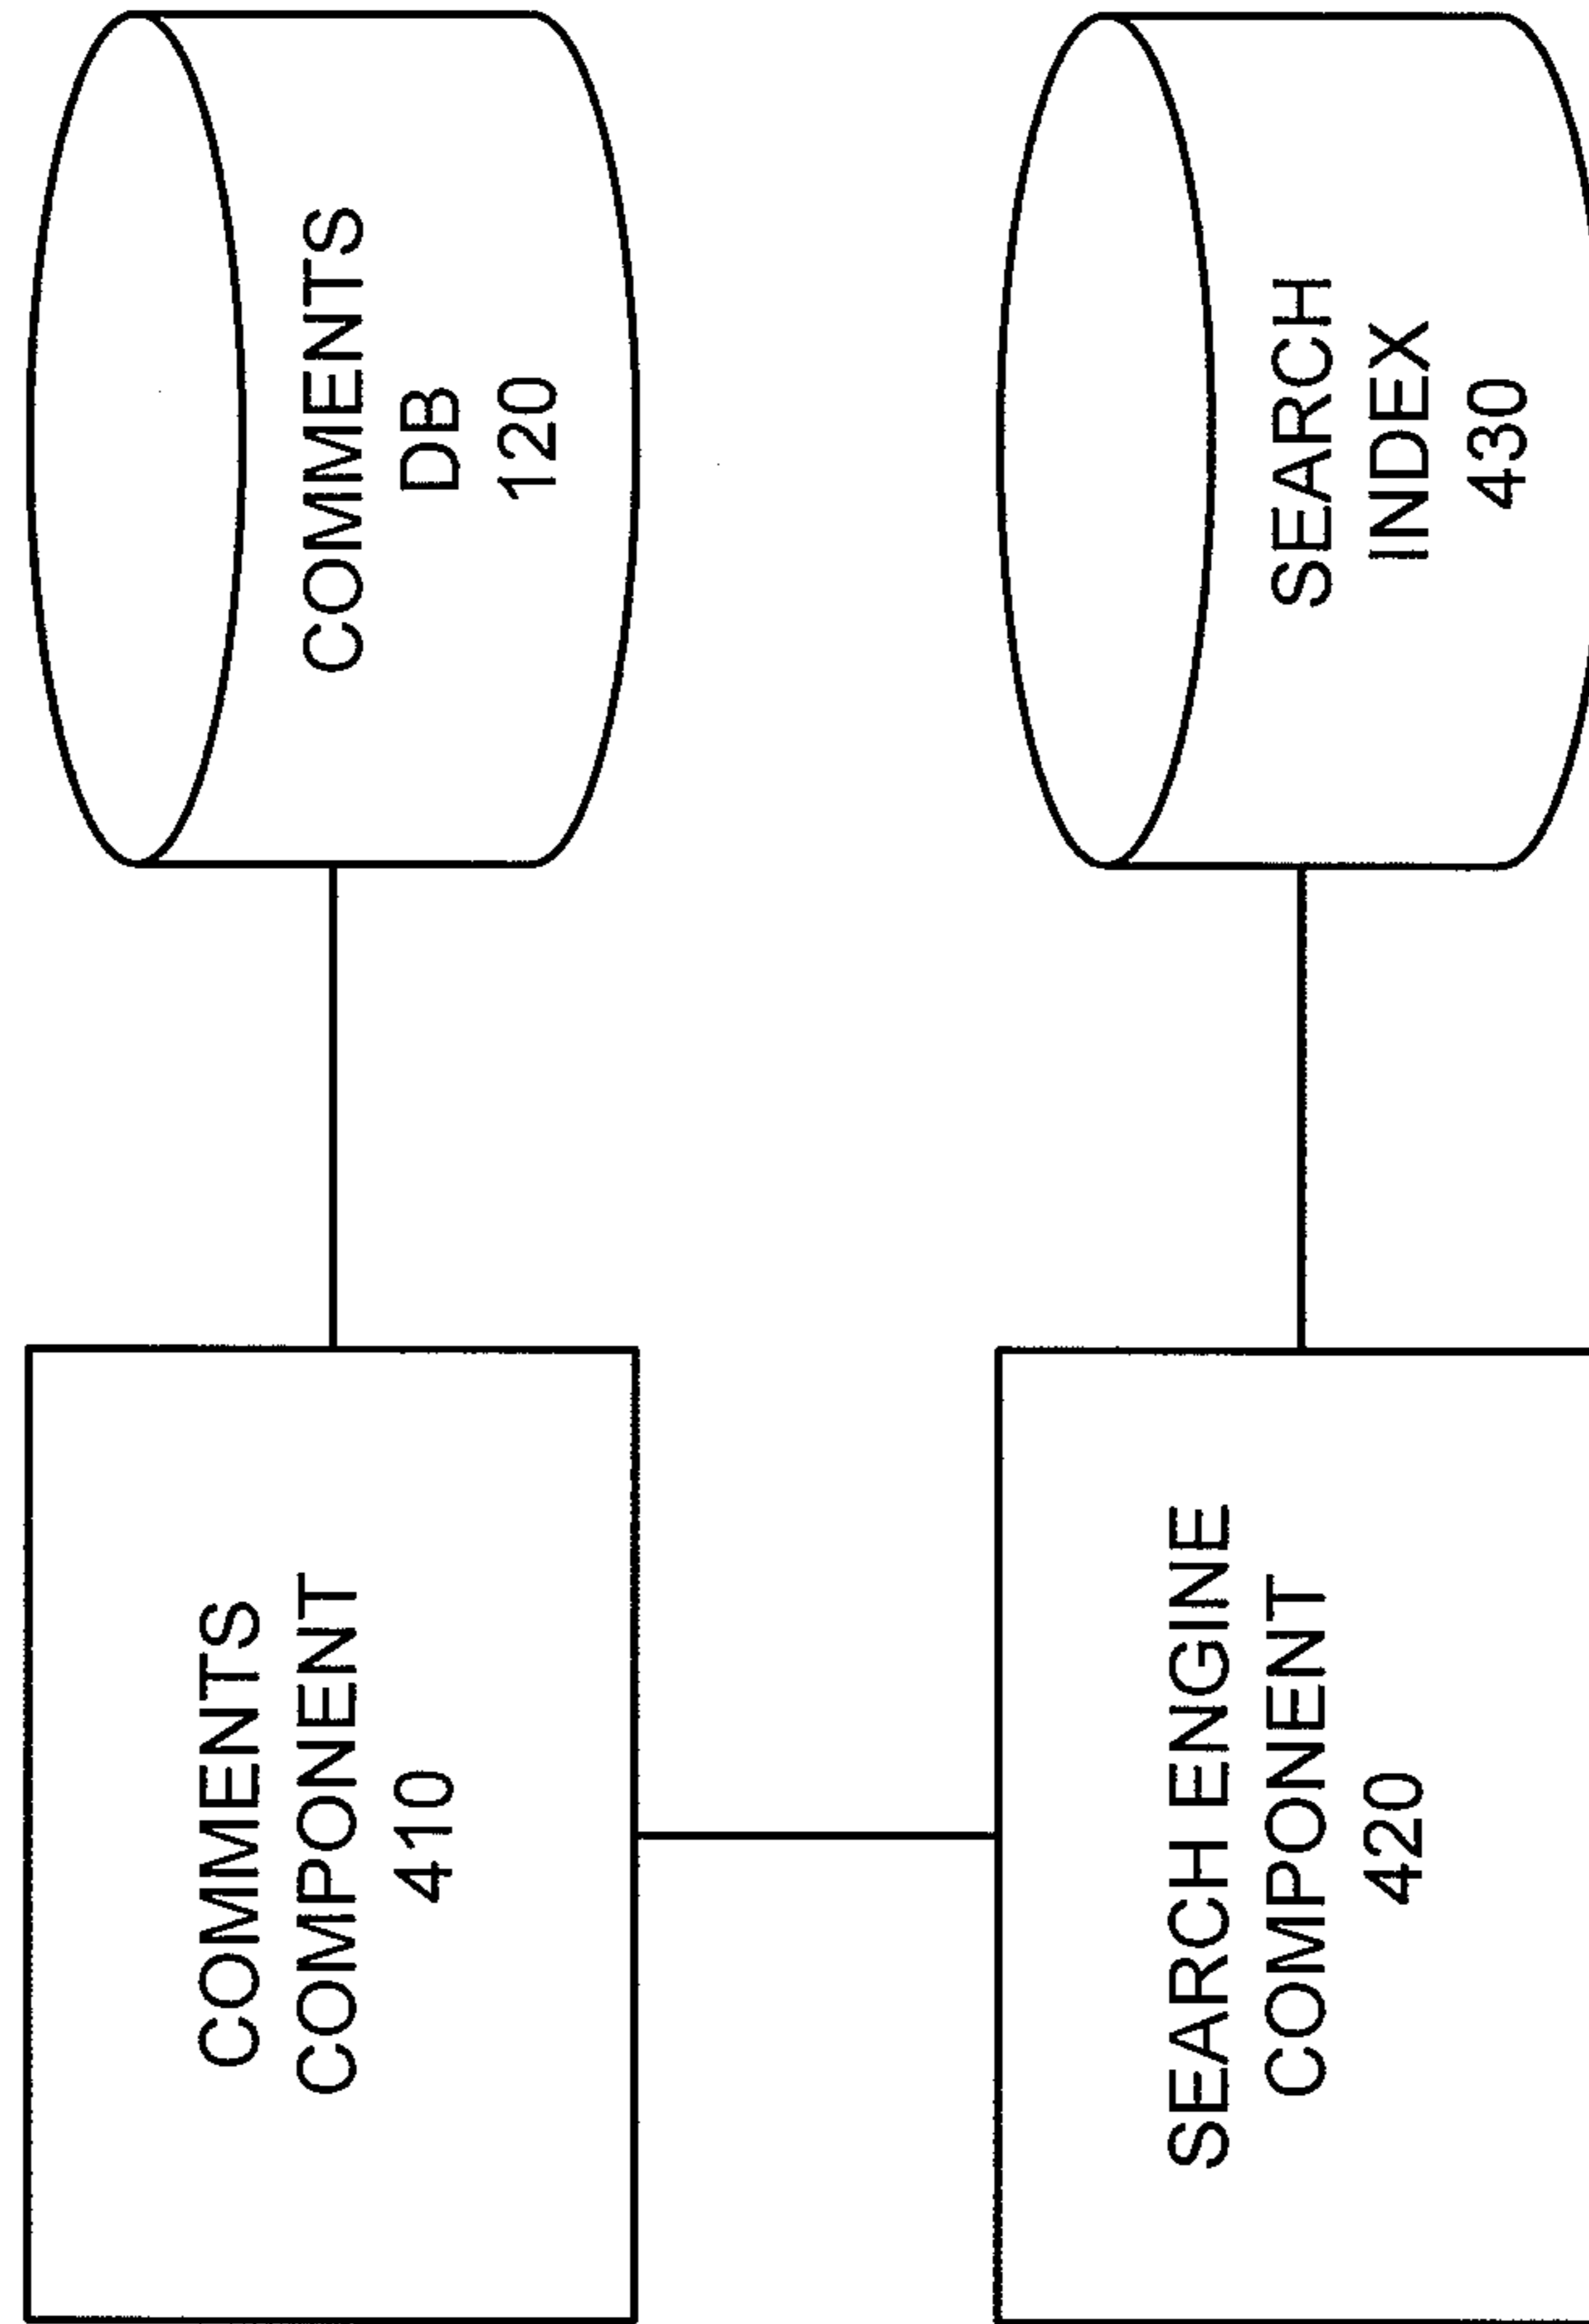 COMMENTS
COMPONENT
410
COMMENTS
DB
120
SEARCH ENGINE
COMPONENT
420
SEARCH
INDEX
430